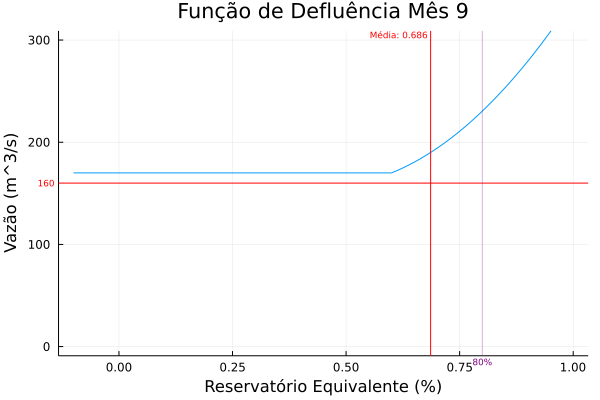 Função de Defluência Mês 9
Média: 0.686
300
200
160
100
0
Vazão (m^3/s)
0.00
0.25
0.50
0.75
80%
1.00
Reservatório Equivalente (%)